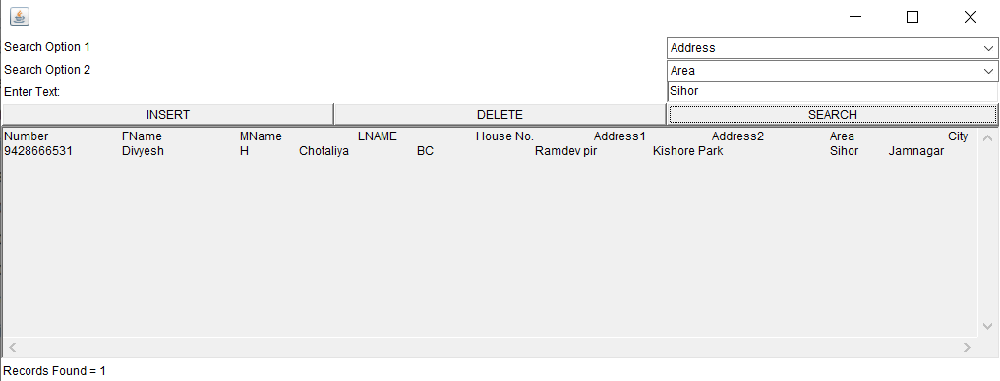 Search Option 1 Address
Search Option 2 Area
Enter Text: Sihor
INSERT DELETE SEARCH
Number FName MName LNAME House No. Address1 Address2 Area City
9428666531 Divyesh H Chotaliya BC Ramdev pir Kishore Park Sihor Jamnagar
Records Found = 1